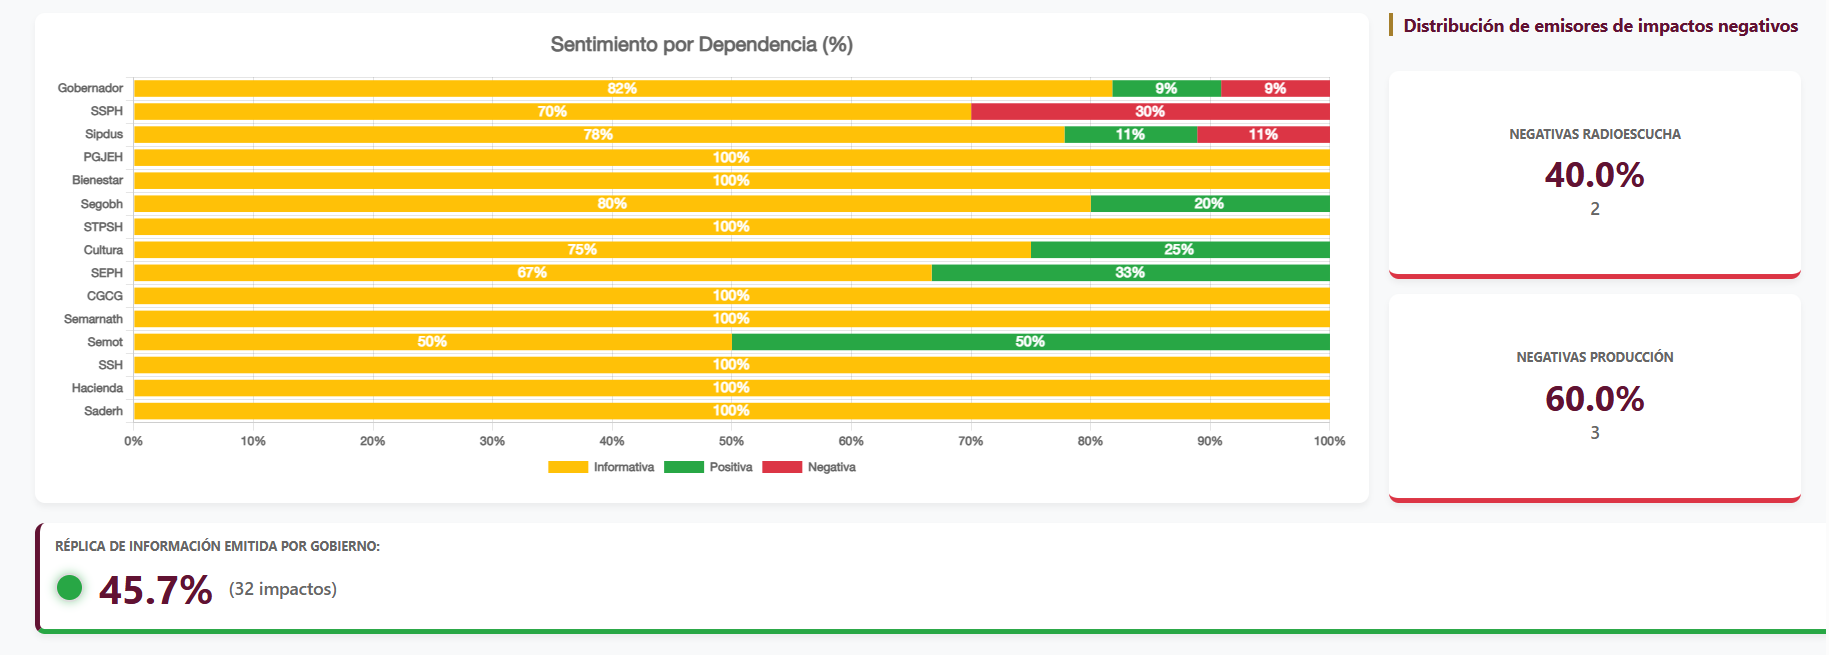 Sentimiento por Dependencia (%)
Gobernador 82% 9% 9%
SSPH 70% 30%
Sipdus 78% 11% 11%
PGJEH 100%
Bienestar 100%
Segobh 80% 20%
STPSH 100%
Cultura 75% 25%
SEPH 67% 33%
CGCG 100%
Semarnath 100%
Semot 50% 50%
SSH 100%
Hacienda 100%
Saderh 100%
0% 10% 20% 30% 40% 50% 60% 70% 80% 90% 100%
Informativa Positiva Negativa
Distribución de emisores de impactos negativos
NEGATIVAS RADIOESCUCHA
40.0%
2
NEGATIVAS PRODUCCIÓN
60.0%
3
RÉPLICA DE INFORMACIÓN EMITIDA POR GOBIERNO:
45.7% (32 impactos)